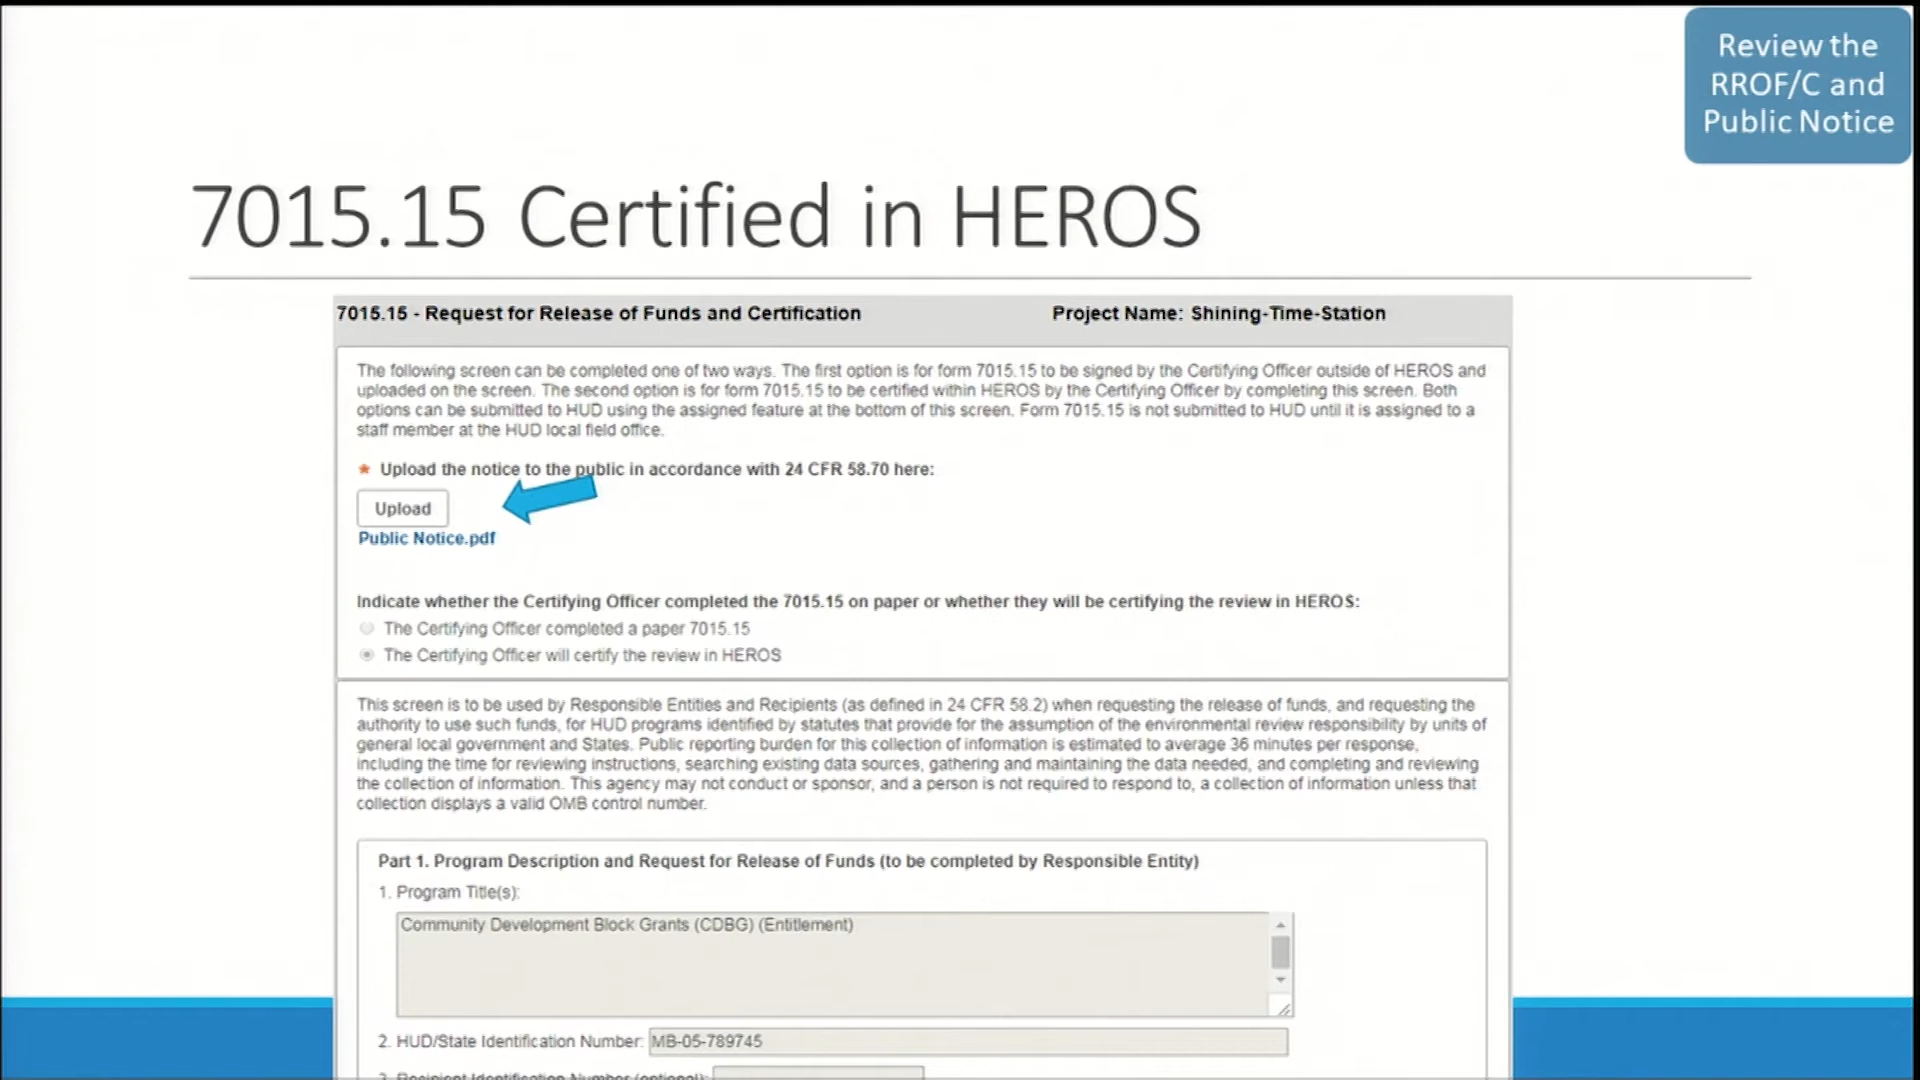 Review the
RROF/C and
Public Notice
7015.15 Certified in HEROS
7015.15 - Request for Release of Funds and Certification
Project Name: Shining-Time-Station
The following screen can be completed one of two ways. The first option is for form 7015.15 to be signed by the Certifying Officer outside of HEROS and
uploaded on the screen. The second option is for form 7015.15 to be certified within HEROS by the Certifying Officer by completing this screen. Both
options can be submitted to HUD using the assigned feature at the bottom of this screen. Form 7015.15 is not submitted to HUD until it is assigned to a
staff member at the HUD local field office.
* Upload the notice to the public in accordance with 24 CFR 58.70 here:
Upload
Public Notice.pdf
Indicate whether the Certifying Officer completed the 7015.15 on paper or whether they will be certifying the review in HEROS:
The Certifying Officer completed a paper 7015.15
The Certifying Officer will certify the review in HEROS
This screen is to be used by Responsible Entities and Recipients (as defined in 24 CFR 58.2) when requesting the release of funds, and requesting the
authority to use such funds, for HUD programs identified by statutes that provide for the assumption of the environmental review responsibility by units of
general local government and States. Public reporting burden for this collection of information is estimated to average 36 minutes per response,
including the time for reviewing instructions, searching existing data sources, gathering and maintaining the data needed, and completing and reviewing
the collection of information. This agency may not conduct or sponsor, and a person is not required to respond to, a collection of information unless that
collection displays a valid OMB control number.
Part 1. Program Description and Request for Release of Funds (to be completed by Responsible Entity)
1. Program Title(s):
Community Development Block Grants (CDBG) (Entitlement)
2. HUD/State Identification Number: MB-05-789745
3. Recipient Identification Number (optional):